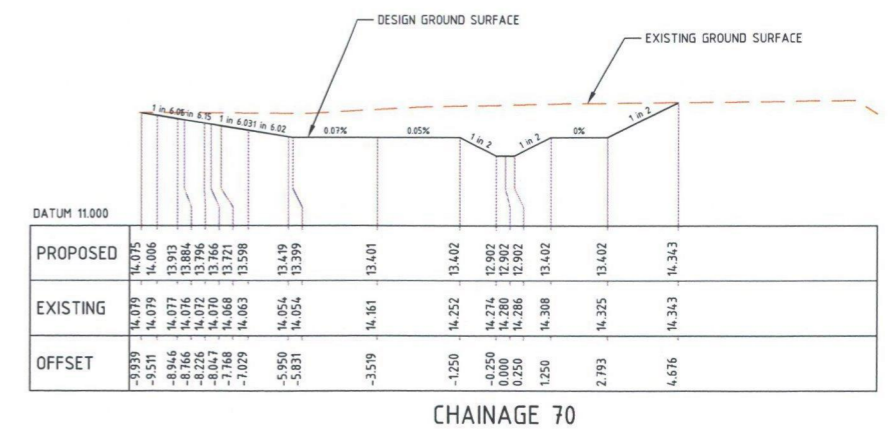 DESIGN GROUND SURFACE
EXISTING GROUND SURFACE
1 in 6.06 1 in 6.15 1 in 6.03 1 in 6.02 0.07% 0.05% 1 in 2 1 in 2 0% 1 in 2
DATUM 11.000
PROPOSED 14.075 14.006 13.913 13.884 13.796 13.766 13.721 13.598 13.419 13.399 13.401 13.402 12.902 12.902 12.902 13.402 13.402 14.343
EXISTING 14.079 14.079 14.077 14.076 14.072 14.070 14.068 14.063 14.054 14.054 14.161 14.252 14.274 14.280 14.286 14.308 14.325 14.343
OFFSET -9.939 -9.511 -8.946 -8.766 -8.226 -8.047 -7.768 -7.029 -5.950 -5.831 -3.519 -1.250 -0.250 0.000 0.250 1.250 2.793 4.676
CHAINAGE 70